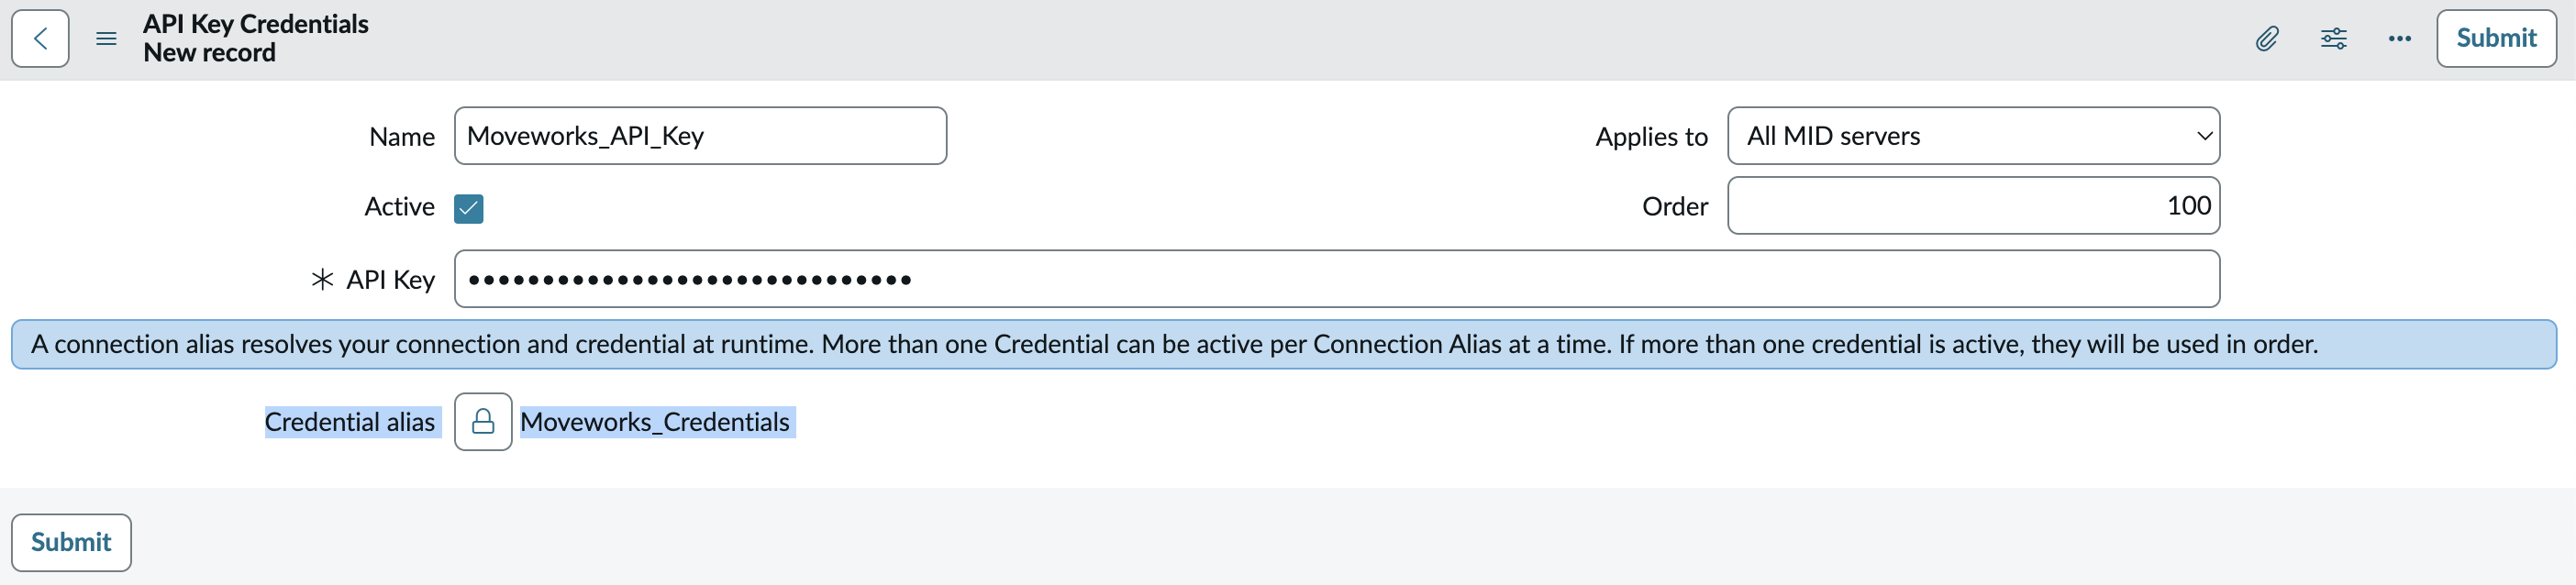 API Key Credentials
New record
Submit
Name Moveworks_API_Key
Applies to All MID servers
Active
Order 100
API Key ••••••••••••••••••••••••••••••
A connection alias resolves your connection and credential at runtime. More than one Credential can be active per Connection Alias at a time. If more than one credential is active, they will be used in order.
Credential alias Moveworks_Credentials
Submit